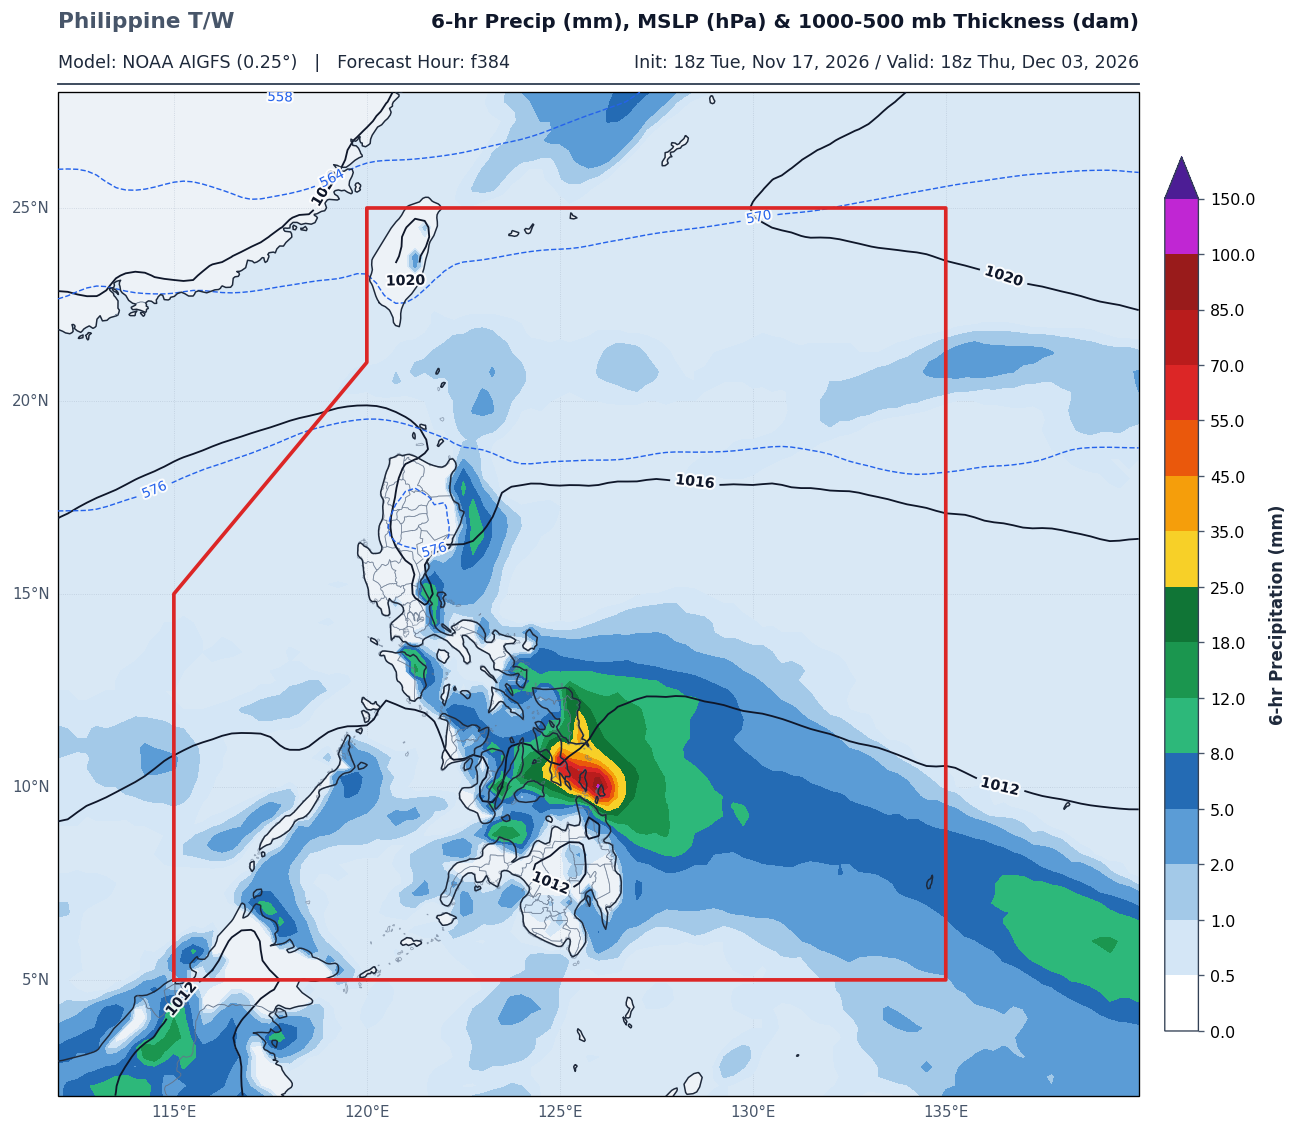 Philippine T/W
6-hr Precip (mm), MSLP (hPa) & 1000-500 mb Thickness (dam)
Model: NOAA AIGFS (0.25°) | Forecast Hour: f384
Init: 18z Tue, Nov 17, 2026 / Valid: 18z Thu, Dec 03, 2026
558
564
570
1020
1020
576
1016
576
1012
1012
1012
25°N
20°N
15°N
10°N
5°N
115°E
120°E
125°E
130°E
135°E
150.0
100.0
85.0
70.0
55.0
45.0
35.0
25.0
18.0
12.0
8.0
5.0
2.0
1.0
0.5
0.0
6-hr Precipitation (mm)